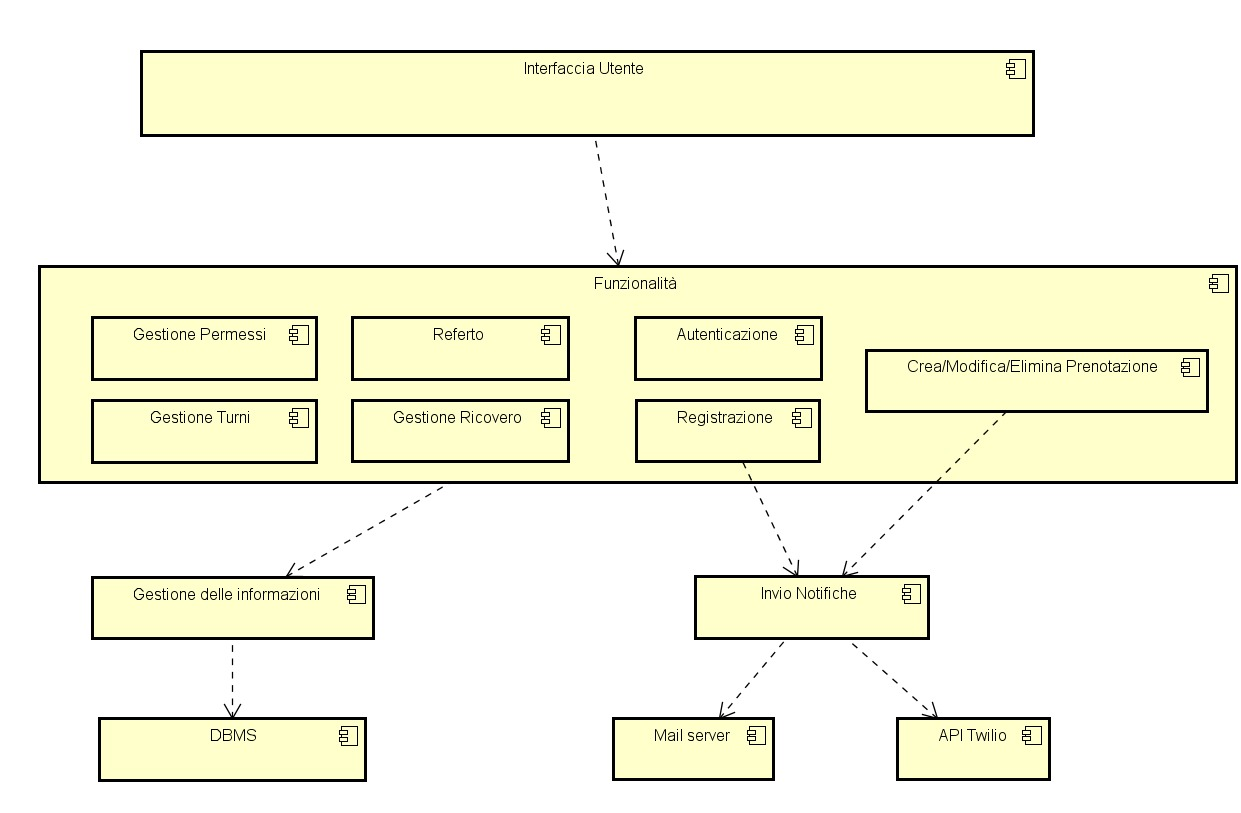 Interfaccia Utente
Funzionalità
Gestione Permessi
Referto
Autenticazione
Crea/Modifica/Elimina Prenotazione
Gestione Turni
Gestione Ricovero
Registrazione
Gestione delle informazioni
Invio Notifiche
DBMS
Mail server
API Twilio